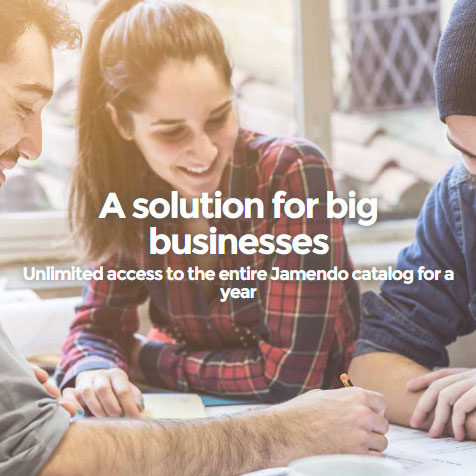 A solution for big
businesses
Unlimited access to the entire Jamendo catalog for a
year